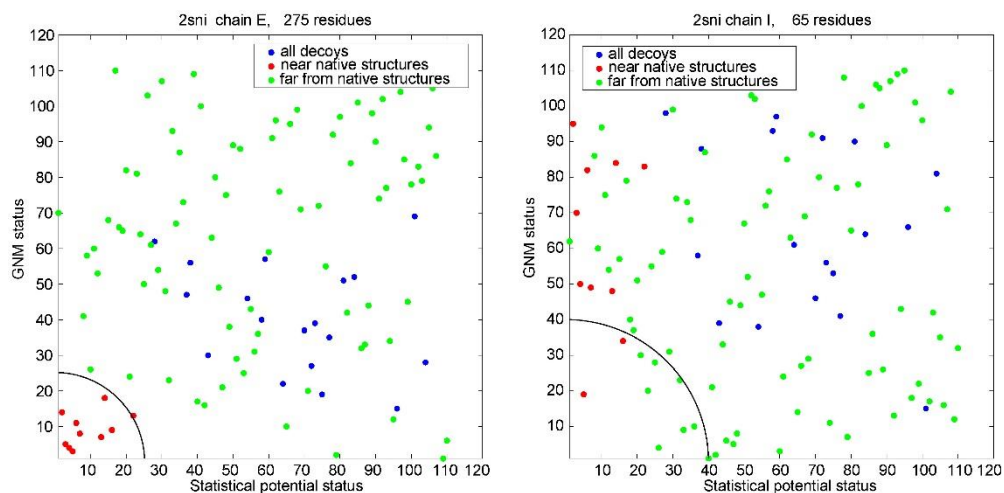 2sni chain E, 275 residues
120
110
100
90
80
70
60
50
40
30
20
10
GNM status
all decoys
near native structures
far from native structures
10 20 30 40 50 60 70 80 90 100 110 120
Statistical potential status
2sni chain I, 65 residues
120
110
100
90
80
70
60
50
40
30
20
10
GNM status
all decoys
near native structures
far from native structures
10 20 30 40 50 60 70 80 90 100 110 120
Statistical potential status